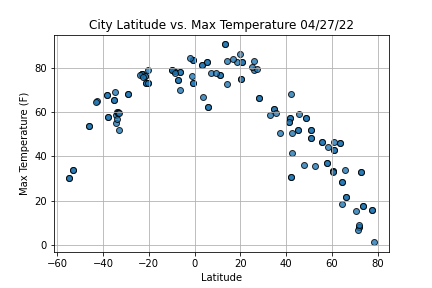 City Latitude vs. Max Temperature 04/27/22
Max Temperature (F)
80
60
40
20
0
−60 −40 −20 0 20 40 60 80
Latitude